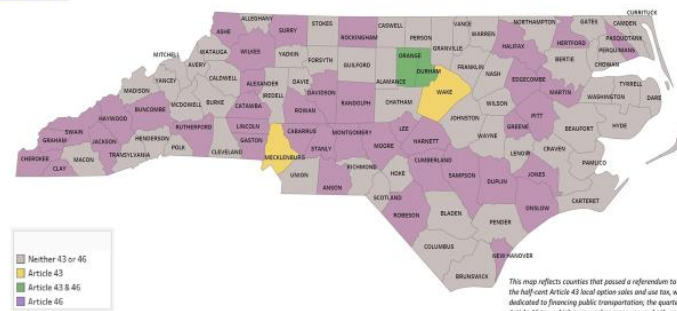 CURRITUCK
ALLEGHANY
ASHE
SURRY
STOKES
ROCKINGHAM
CASWELL
PERSON
VANCE
WARREN
NORTHAMPTON
GATES
CAMDEN
PASQUOTANK
PERQUIMANS
HERTFORD
HALIFAX
GRANVILLE
WATAUGA
WILKES
YADKIN
FORSYTH
GUILFORD
ORANGE
DURHAM
FRANKLIN
BERTIE
CHOWAN
MITCHELL
AVERY
ALAMANCE
NASH
EDGECOMBE
MARTIN
WASHINGTON
TYRRELL
DARE
MADISON
YANCEY
CALDWELL
ALEXANDER
IREDELL
DAVIE
DAVIDSON
RANDOLPH
CHATHAM
WAKE
WILSON
PITT
BUNCOMBE
MCDOWELL
BURKE
CATAWBA
ROWAN
JOHNSTON
GREENE
BEAUFORT
HYDE
HAYWOOD
SWAIN
GRAHAM
JACKSON
HENDERSON
RUTHERFORD
LINCOLN
CABARRUS
MONTGOMERY
LEE
HARNETT
WAYNE
LENOIR
CRAVEN
PAMLICO
CHEROKEE
CLAY
MACON
TRANSYLVANIA
POLK
CLEVELAND
GASTON
MECKLENBURG
STANLY
MOORE
CUMBERLAND
SAMPSON
DUPLIN
JONES
CARTERET
UNION
ANSON
RICHMOND
HOKE
SCOTLAND
ROBESON
BLADEN
PENDER
ONSLOW
COLUMBUS
NEW HANOVER
BRUNSWICK
Neither 43 or 46
Article 43
Article 43 & 46
Article 46
This map reflects counties that passed a referendum to
the half-cent Article 43 local option sales and use tax, w
dedicated to financing public transportation; the quarte